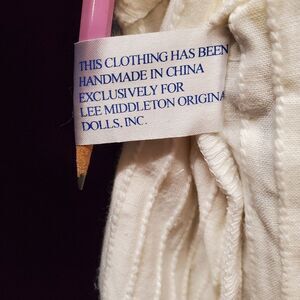 THIS CLOTHING HAS BEEN
HANDMADE IN CHINA
EXCLUSIVELY FOR
LEE MIDDLETON ORIGINA
DOLLS, INC.